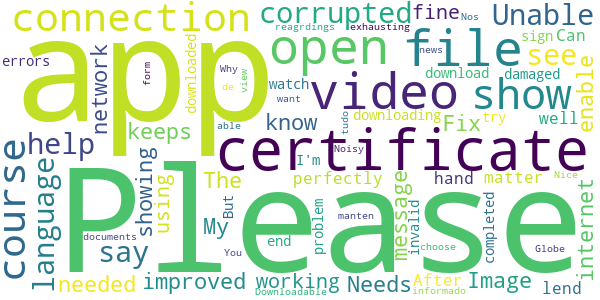 connection
corrupted
fine
Cry
Nos
Unable
reagrdings
lexhausting
errors
app
open
file
sign
Can
news
see
network
downloaded
Why
form
de
view
watch
download
damaged
enable
video
show
help
keeps
want
able
tudo
know
downloading
Fix
try
well
course
language
showing
using
certificate
I'm
Noisy
The
perfectly
hand
matter
Nice
internet
Please
documents
say
But
My
end
problem
manten
You
message
invalid
choose
completed
Globe
needed
improved
working
Downloadable
Needs
After
informado
Image
lend